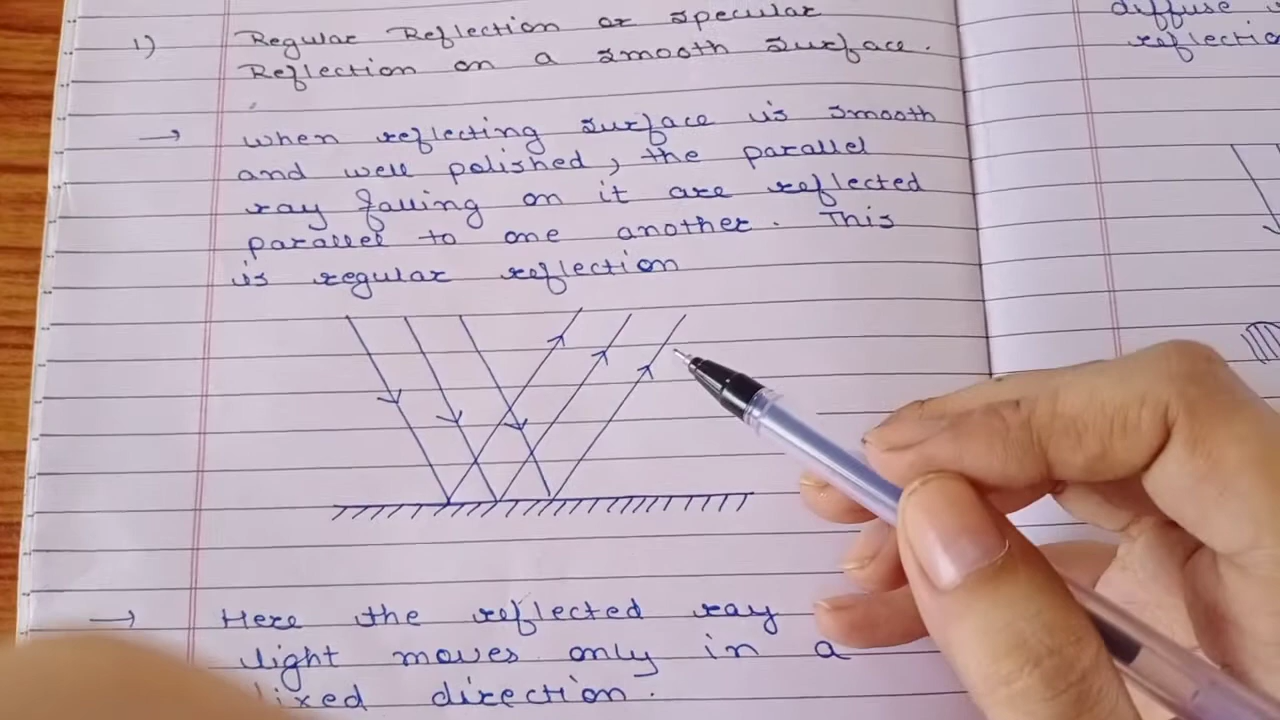 1) Regular Reflection or specular
Reflection on a smooth surface.
→ when reflecting surface is smooth
and well polished, the parallel
ray falling on it are reflected
parallel to one another. This
is regular reflection
→ Here the reflected ray
light moves only in a
direction.
diffuse